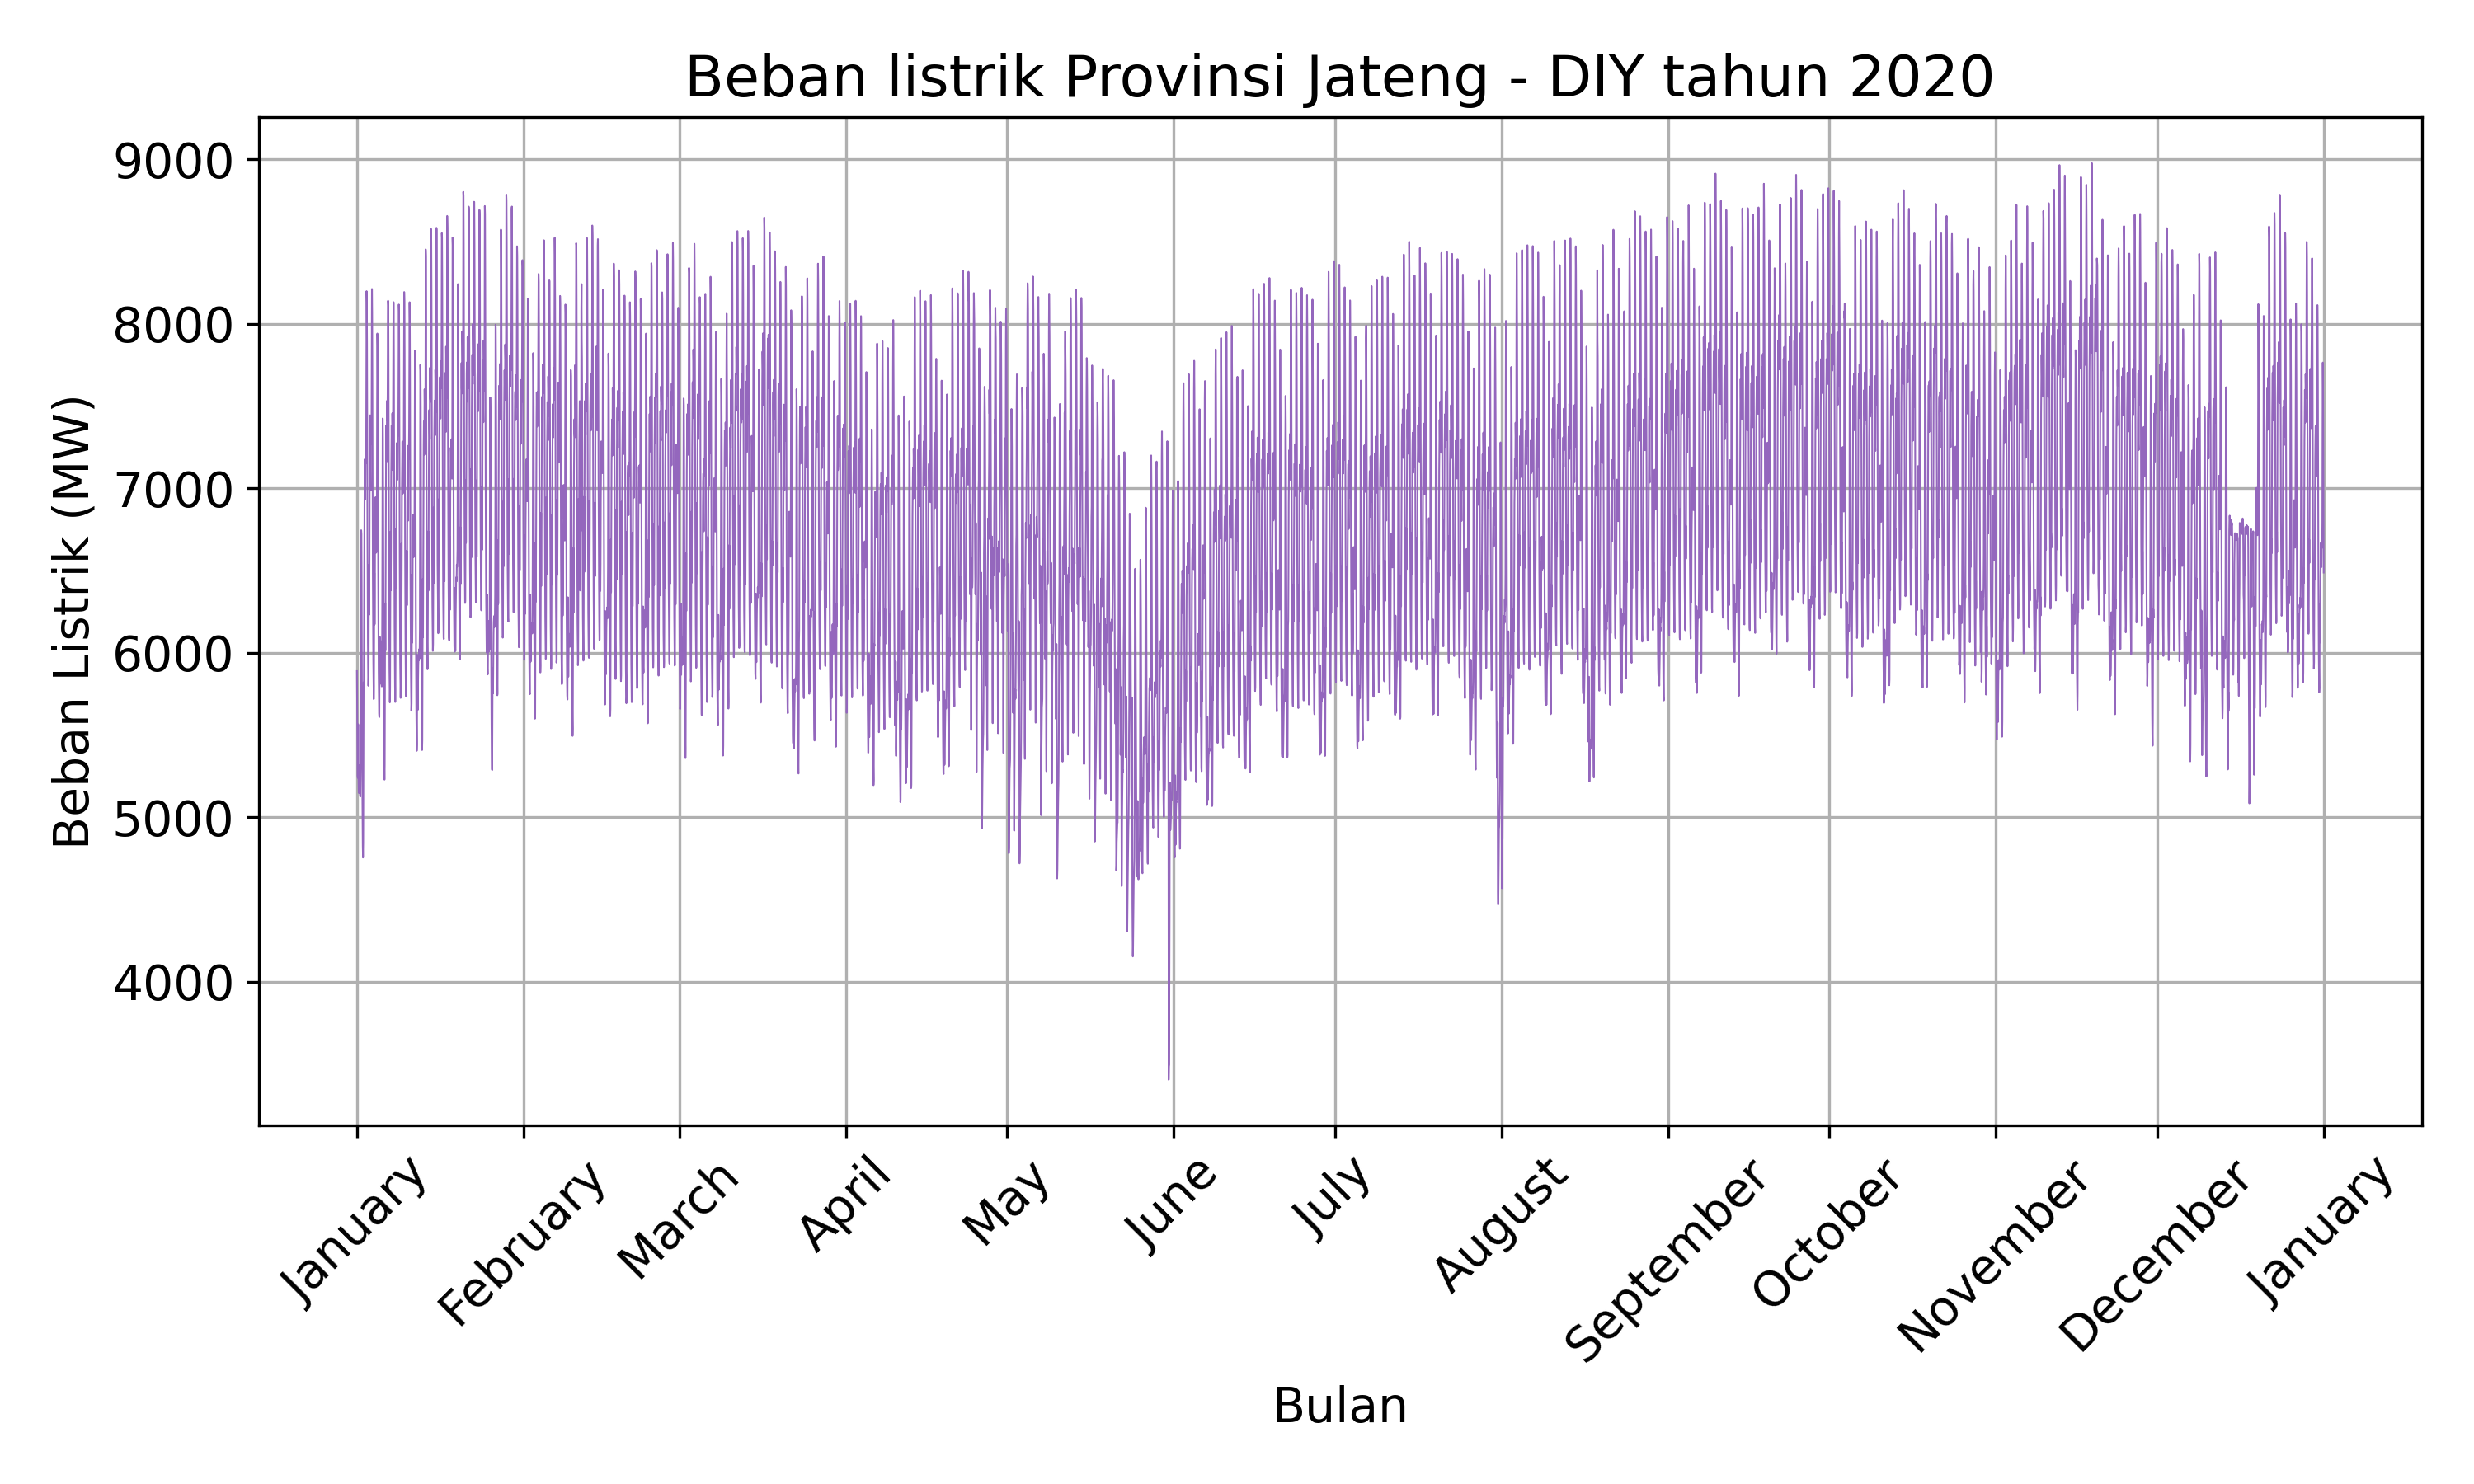 Beban listrik Provinsi Jateng - DIY tahun 2020
Beban Listrik (MW)
9000
8000
7000
6000
5000
4000
January
February
March
April
May
June
July
August
September
October
November
December
January
Bulan